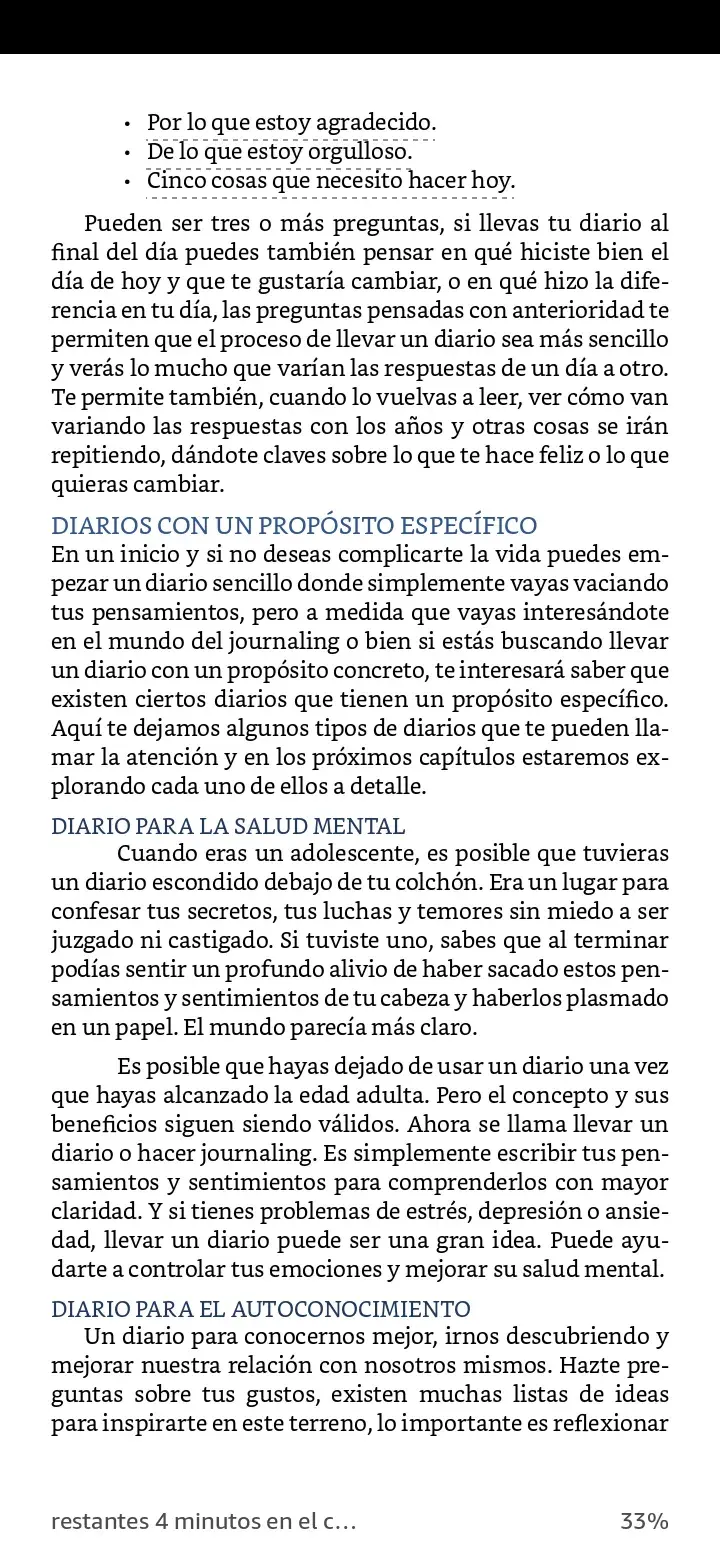 • Por lo que estoy agradecido.
• De lo que estoy orgulloso.
• Cinco cosas que necesito hacer hoy.
Pueden ser tres o más preguntas, si llevas tu diario al
final del día puedes también pensar en qué hiciste bien el
día de hoy y que te gustaría cambiar, o en qué hizo la dife-
rencia en tu día, las preguntas pensadas con anterioridad te
permiten que el proceso de llevar un diario sea más sencillo
y verás lo mucho que varían las respuestas de un día a otro.
Te permite también, cuando lo vuelvas a leer, ver cómo van
variando las respuestas con los años y otras cosas se irán
repitiendo, dándote claves sobre lo que te hace feliz o lo que
quieras cambiar.
DIARIOS CON UN PROPÓSITO ESPECÍFICO
En un inicio y si no deseas complicarte la vida puedes em-
pezar un diario sencillo donde simplemente vayas vaciando
tus pensamientos, pero a medida que vayas interesándote
en el mundo del journaling o bien si estás buscando llevar
un diario con un propósito concreto, te interesará saber que
existen ciertos diarios que tienen un propósito específico.
Aquí te dejamos algunos tipos de diarios que te pueden lla-
mar la atención y en los próximos capítulos estaremos ex-
plorando cada uno de ellos a detalle.
DIARIO PARA LA SALUD MENTAL
Cuando eras un adolescente, es posible que tuvieras
un diario escondido debajo de tu colchón. Era un lugar para
confesar tus secretos, tus luchas y temores sin miedo a ser
juzgado ni castigado. Si tuviste uno, sabes que al terminar
podías sentir un profundo alivio de haber sacado estos pen-
samientos y sentimientos de tu cabeza y haberlos plasmado
en un papel. El mundo parecía más claro.
Es posible que hayas dejado de usar un diario una vez
que hayas alcanzado la edad adulta. Pero el concepto y sus
beneficios siguen siendo válidos. Ahora se llama llevar un
diario o hacer journaling. Es simplemente escribir tus pen-
samientos y sentimientos para comprenderlos con mayor
claridad. Y si tienes problemas de estrés, depresión o ansie-
dad, llevar un diario puede ser una gran idea. Puede ayu-
darte a controlar tus emociones y mejorar su salud mental.
DIARIO PARA EL AUTOCONOCIMIENTO
Un diario para conocernos mejor, irnos descubriendo y
mejorar nuestra relación con nosotros mismos. Hazte pre-
guntas sobre tus gustos, existen muchas listas de ideas
para inspirarte en este terreno, lo importante es reflexionar
restantes 4 minutos en el c… 33%